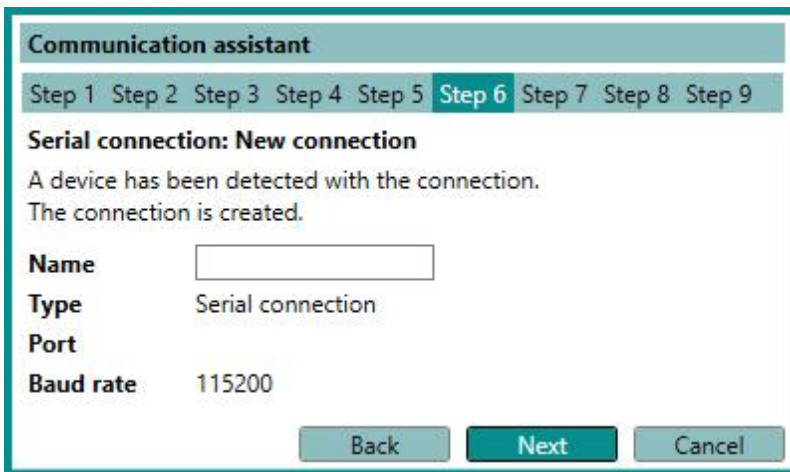 Communication assistant
Step 1 Step 2 Step 3 Step 4 Step 5 Step 6 Step 7 Step 8 Step 9
Serial connection: New connection
A device has been detected with the connection.
The connection is created.
Name
Type Serial connection
Port
Baud rate 115200
Back Next Cancel